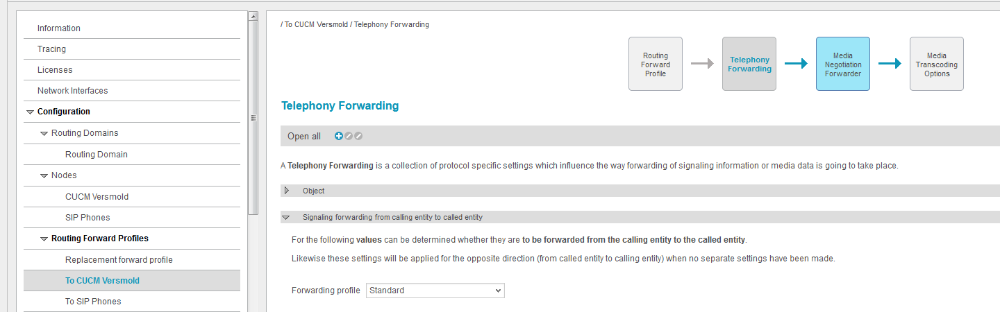 Information
Tracing
Licenses
Network Interfaces
Configuration
Routing Domains
Routing Domain
Nodes
CUCM Versmold
SIP Phones
Routing Forward Profiles
Replacement forward profile
To CUCM Versmold
To SIP Phones
/ To CUCM Versmold / Telephony Forwarding
Routing
Forward
Profile
Telephony
Forwarding
Media
Negotiation
Forwarder
Media
Transcoding
Options
Telephony Forwarding
Open all
A Telephony Forwarding is a collection of protocol specific settings which influence the way forwarding of signaling information or media data is going to take place.
Object
Signaling forwarding from calling entity to called entity
For the following values can be determined whether they are to be forwarded from the calling entity to the called entity.
Likewise these settings will be applied for the opposite direction (from called entity to calling entity) when no separate settings have been made.
Forwarding profile Standard